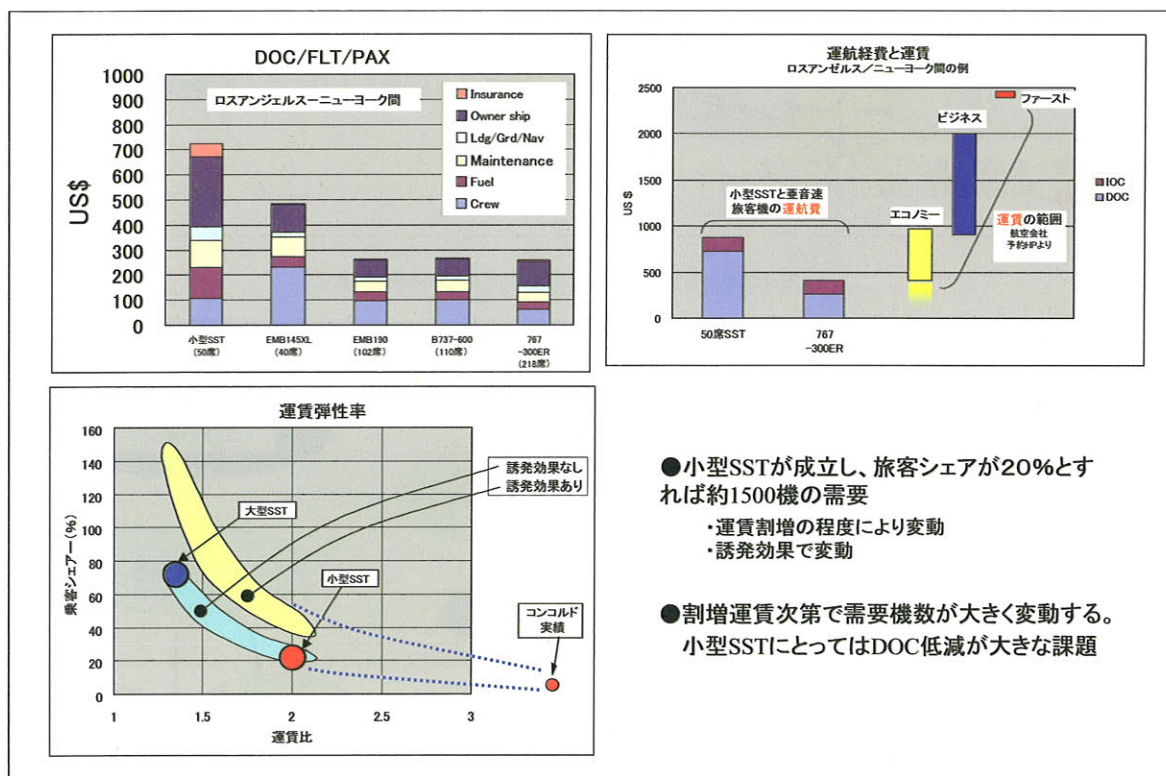 DOC/FLT/PAX
ロスアンジェルスーニューヨーク間
US$
1000
900
800
700
600
500
400
300
200
100
0
Insurance
Owner ship
Ldg/Grd/Nav
Maintenance
Fuel
Crew
小型SST
(50席)
EMB145XL
(40席)
EMB190
(102席)
B737-600
(110席)
767
-300ER
(218席)
運航経費と運賃
ロスアンゼルス／ニューヨーク間の例
US $
2500
2000
1500
1000
500
0
ファースト
ビジネス
エコノミー
小型SSTと亜音速
旅客機の運航費
運賃の範囲
航空会社
予約HPより
IOC
DOC
50席SST
767
-300ER
運賃弾性率
乗客シェアー(%)
160
140
120
100
80
60
40
20
0
誘発効果なし
誘発効果あり
大型SST
小型SST
コンコルド
実績
1
1.5
2
2.5
3
運賃比
●小型SSTが成立し、旅客シェアが20%とす
れば約1500機の需要
・運賃割増の程度により変動
・誘発効果で変動
●割増運賃次第で需要機数が大きく変動する。
小型SSTにとってはDOC低減が大きな課題